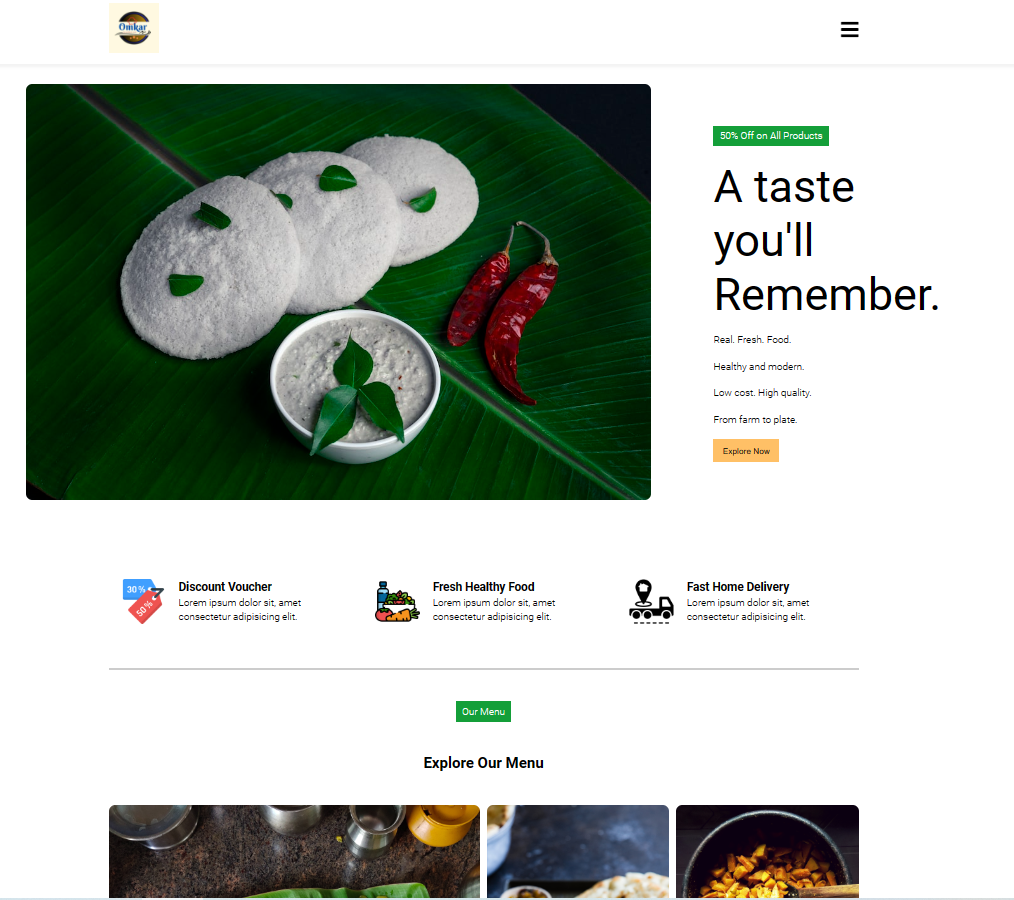 Omkar
50% Off on All Products
A taste
you'll
Remember.
Real. Fresh. Food.
Healthy and modern.
Low cost. High quality.
From farm to plate.
Explore Now
30%
50%
Discount Voucher
Lorem ipsum dolor sit, amet
consectetur adipisicing elit.
Fresh Healthy Food
Lorem ipsum dolor sit, amet
consectetur adipisicing elit.
Fast Home Delivery
Lorem ipsum dolor sit, amet
consectetur adipisicing elit.
Our Menu
Explore Our Menu